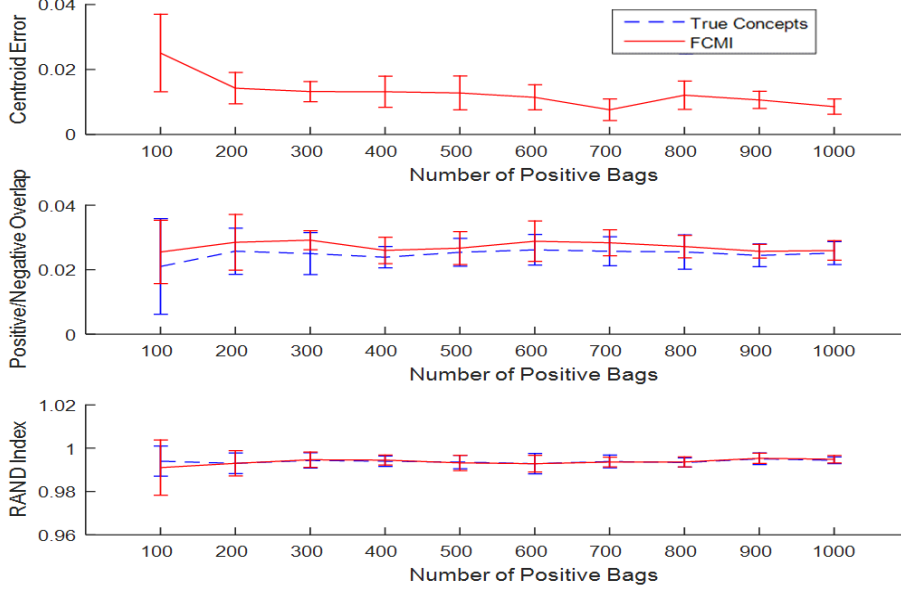 0.04
0.02
0
Centroid Error
True Concepts
FCMI
100 200 300 400 500 600 700 800 900 1000
Number of Positive Bags
0.04
0.02
0
Positive/Negative Overlap
100 200 300 400 500 600 700 800 900 1000
Number of Positive Bags
1.02
1
0.98
0.96
RAND Index
100 200 300 400 500 600 700 800 900 1000
Number of Positive Bags